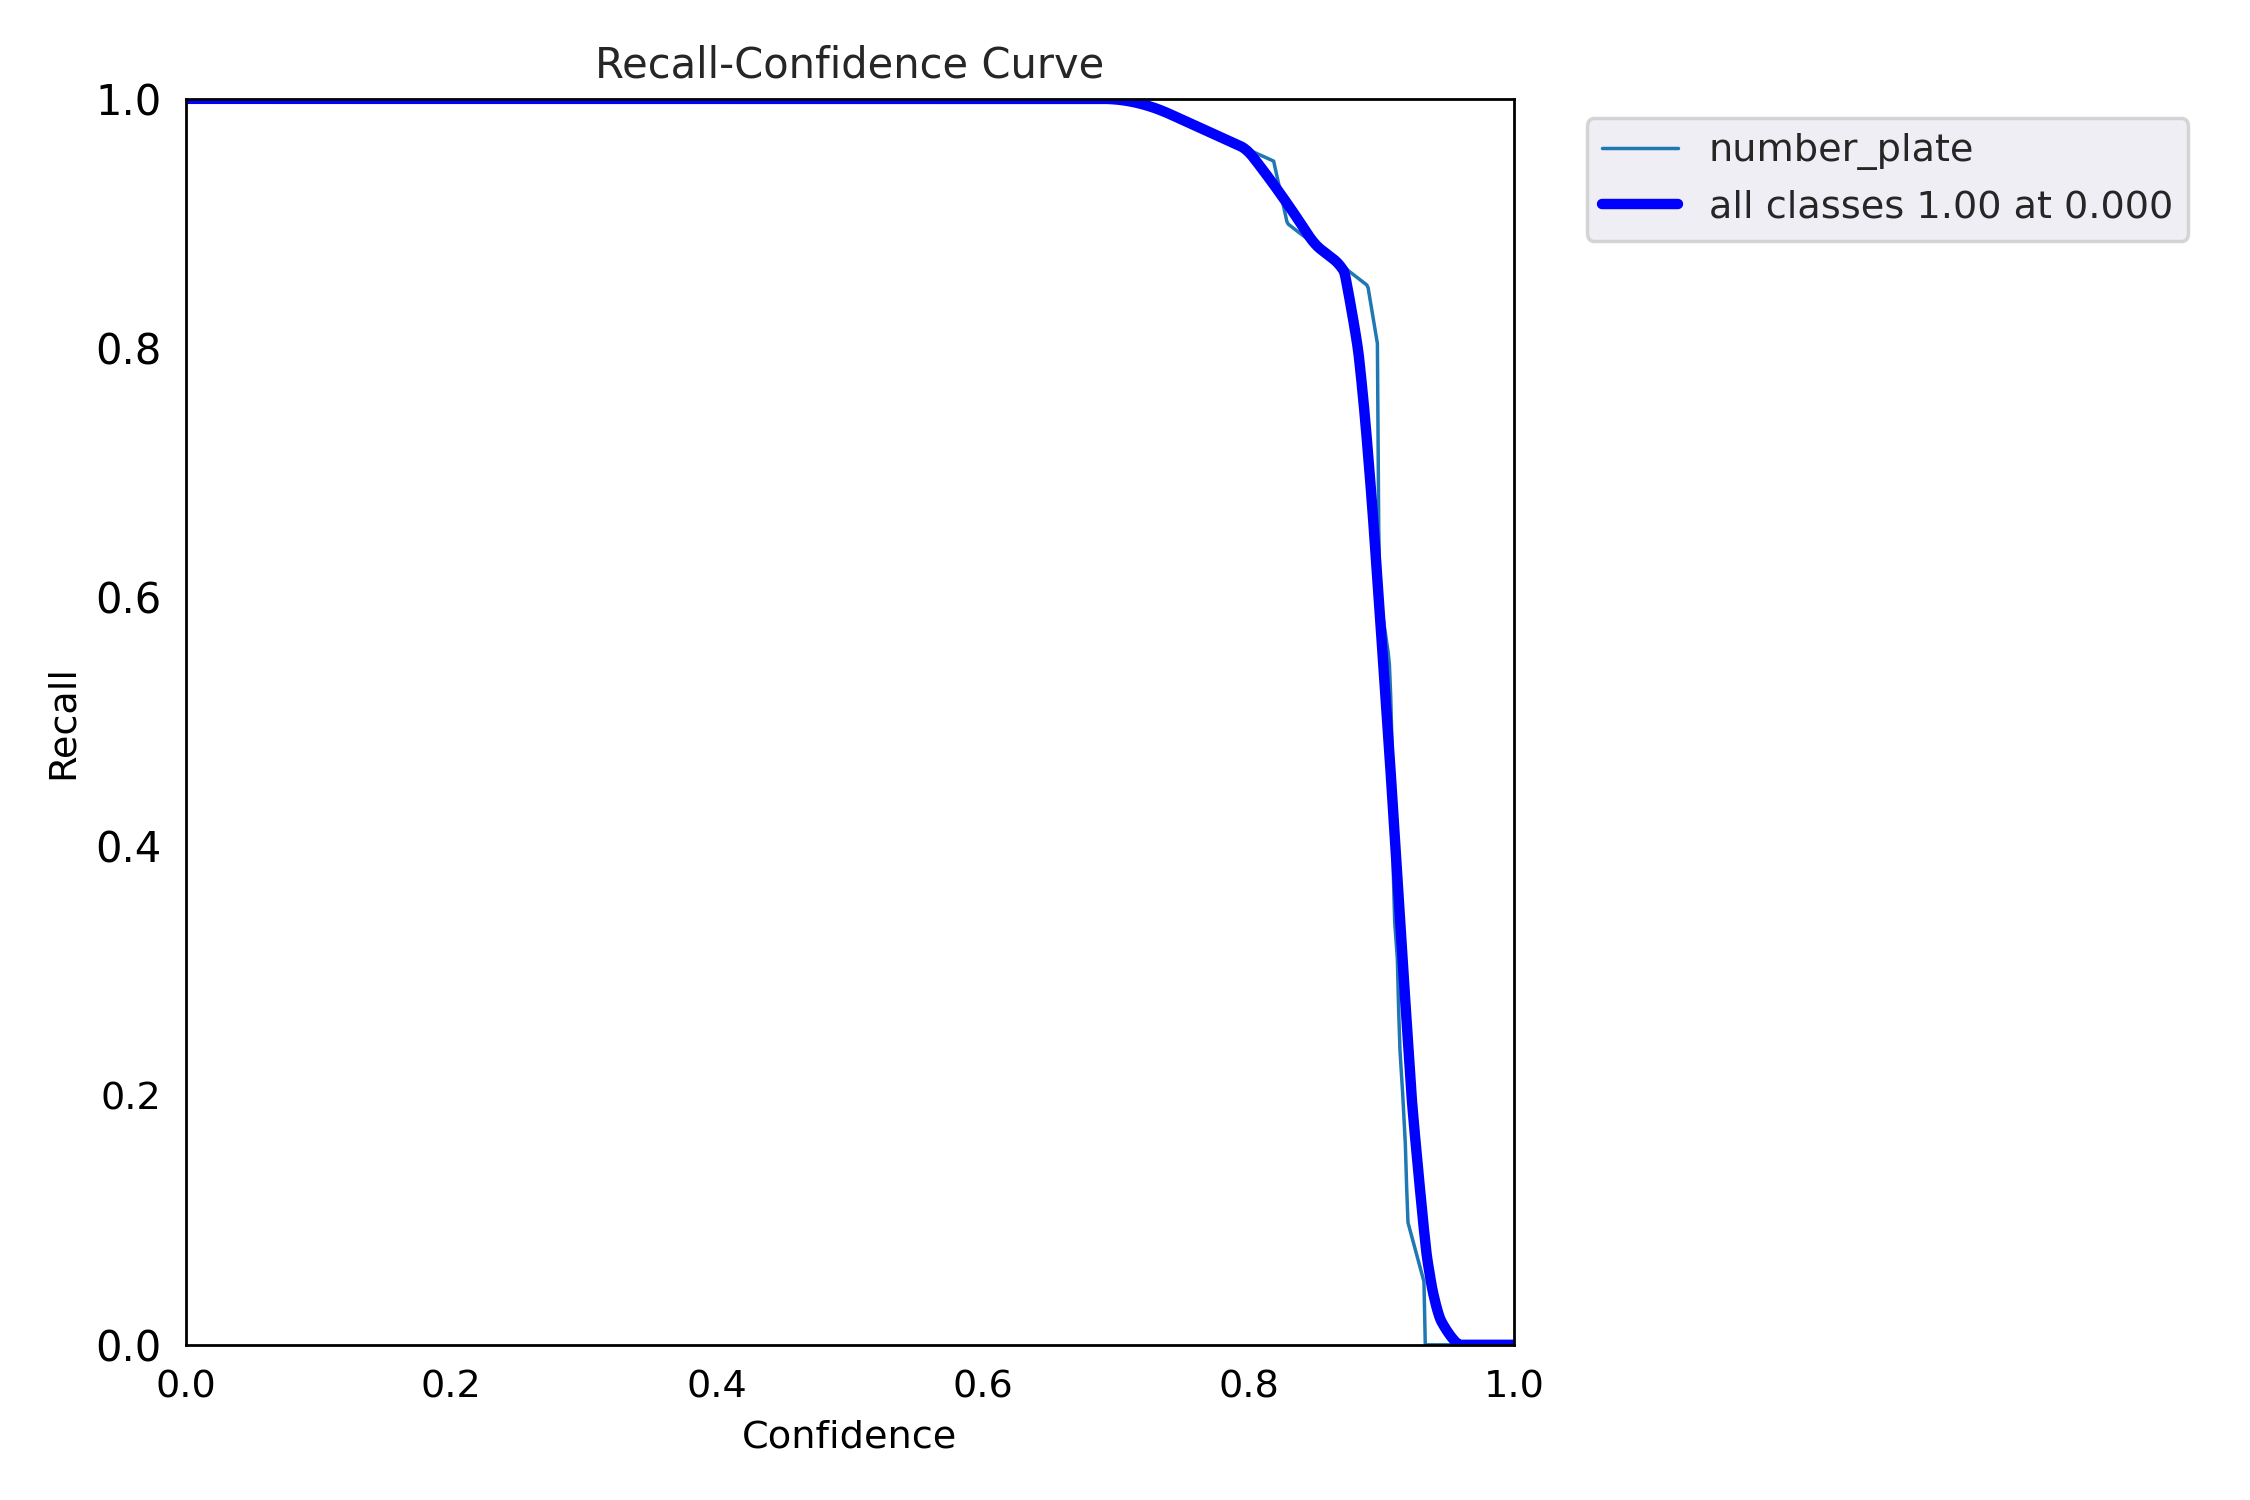 Recall-Confidence Curve
1.0
0.8
0.6
0.4
0.2
0.0
Recall
0.0 0.2 0.4 0.6 0.8 1.0
Confidence
number_plate
all classes 1.00 at 0.000